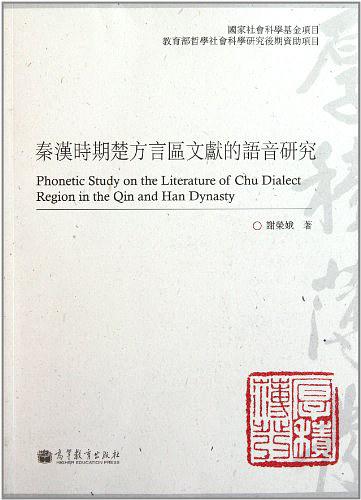 國家社會科學基金項目
教育部哲學社會科學研究後期資助項目
秦漢時期楚方言區文獻的語音研究
Phonetic Study on the Literature of Chu Dialect
Region in the Qin and Han Dynasty
謝榮娥 著
厚積
薄發
高等教育出版社
HIGHER EDUCATION PRESS